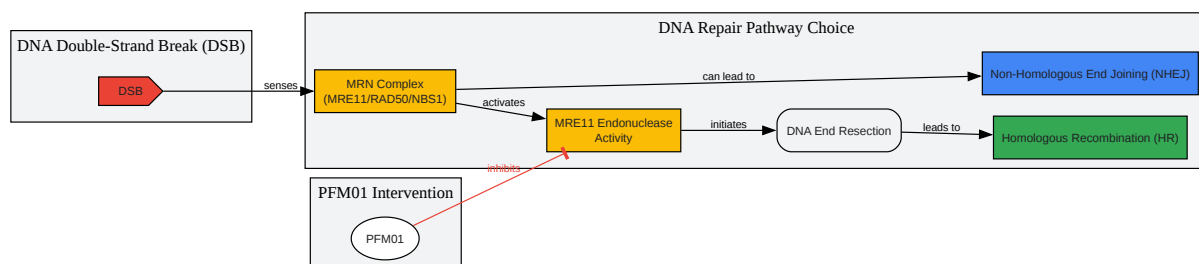 DNA Double-Strand Break (DSB)
DSB
senses
DNA Repair Pathway Choice
MRN Complex
(MRE11/RAD50/NBS1)
can lead to
Non-Homologous End Joining (NHEJ)
activates
MRE11 Endonuclease
Activity
initiates
DNA End Resection
leads to
Homologous Recombination (HR)
inhibits
PFM01 Intervention
PFM01